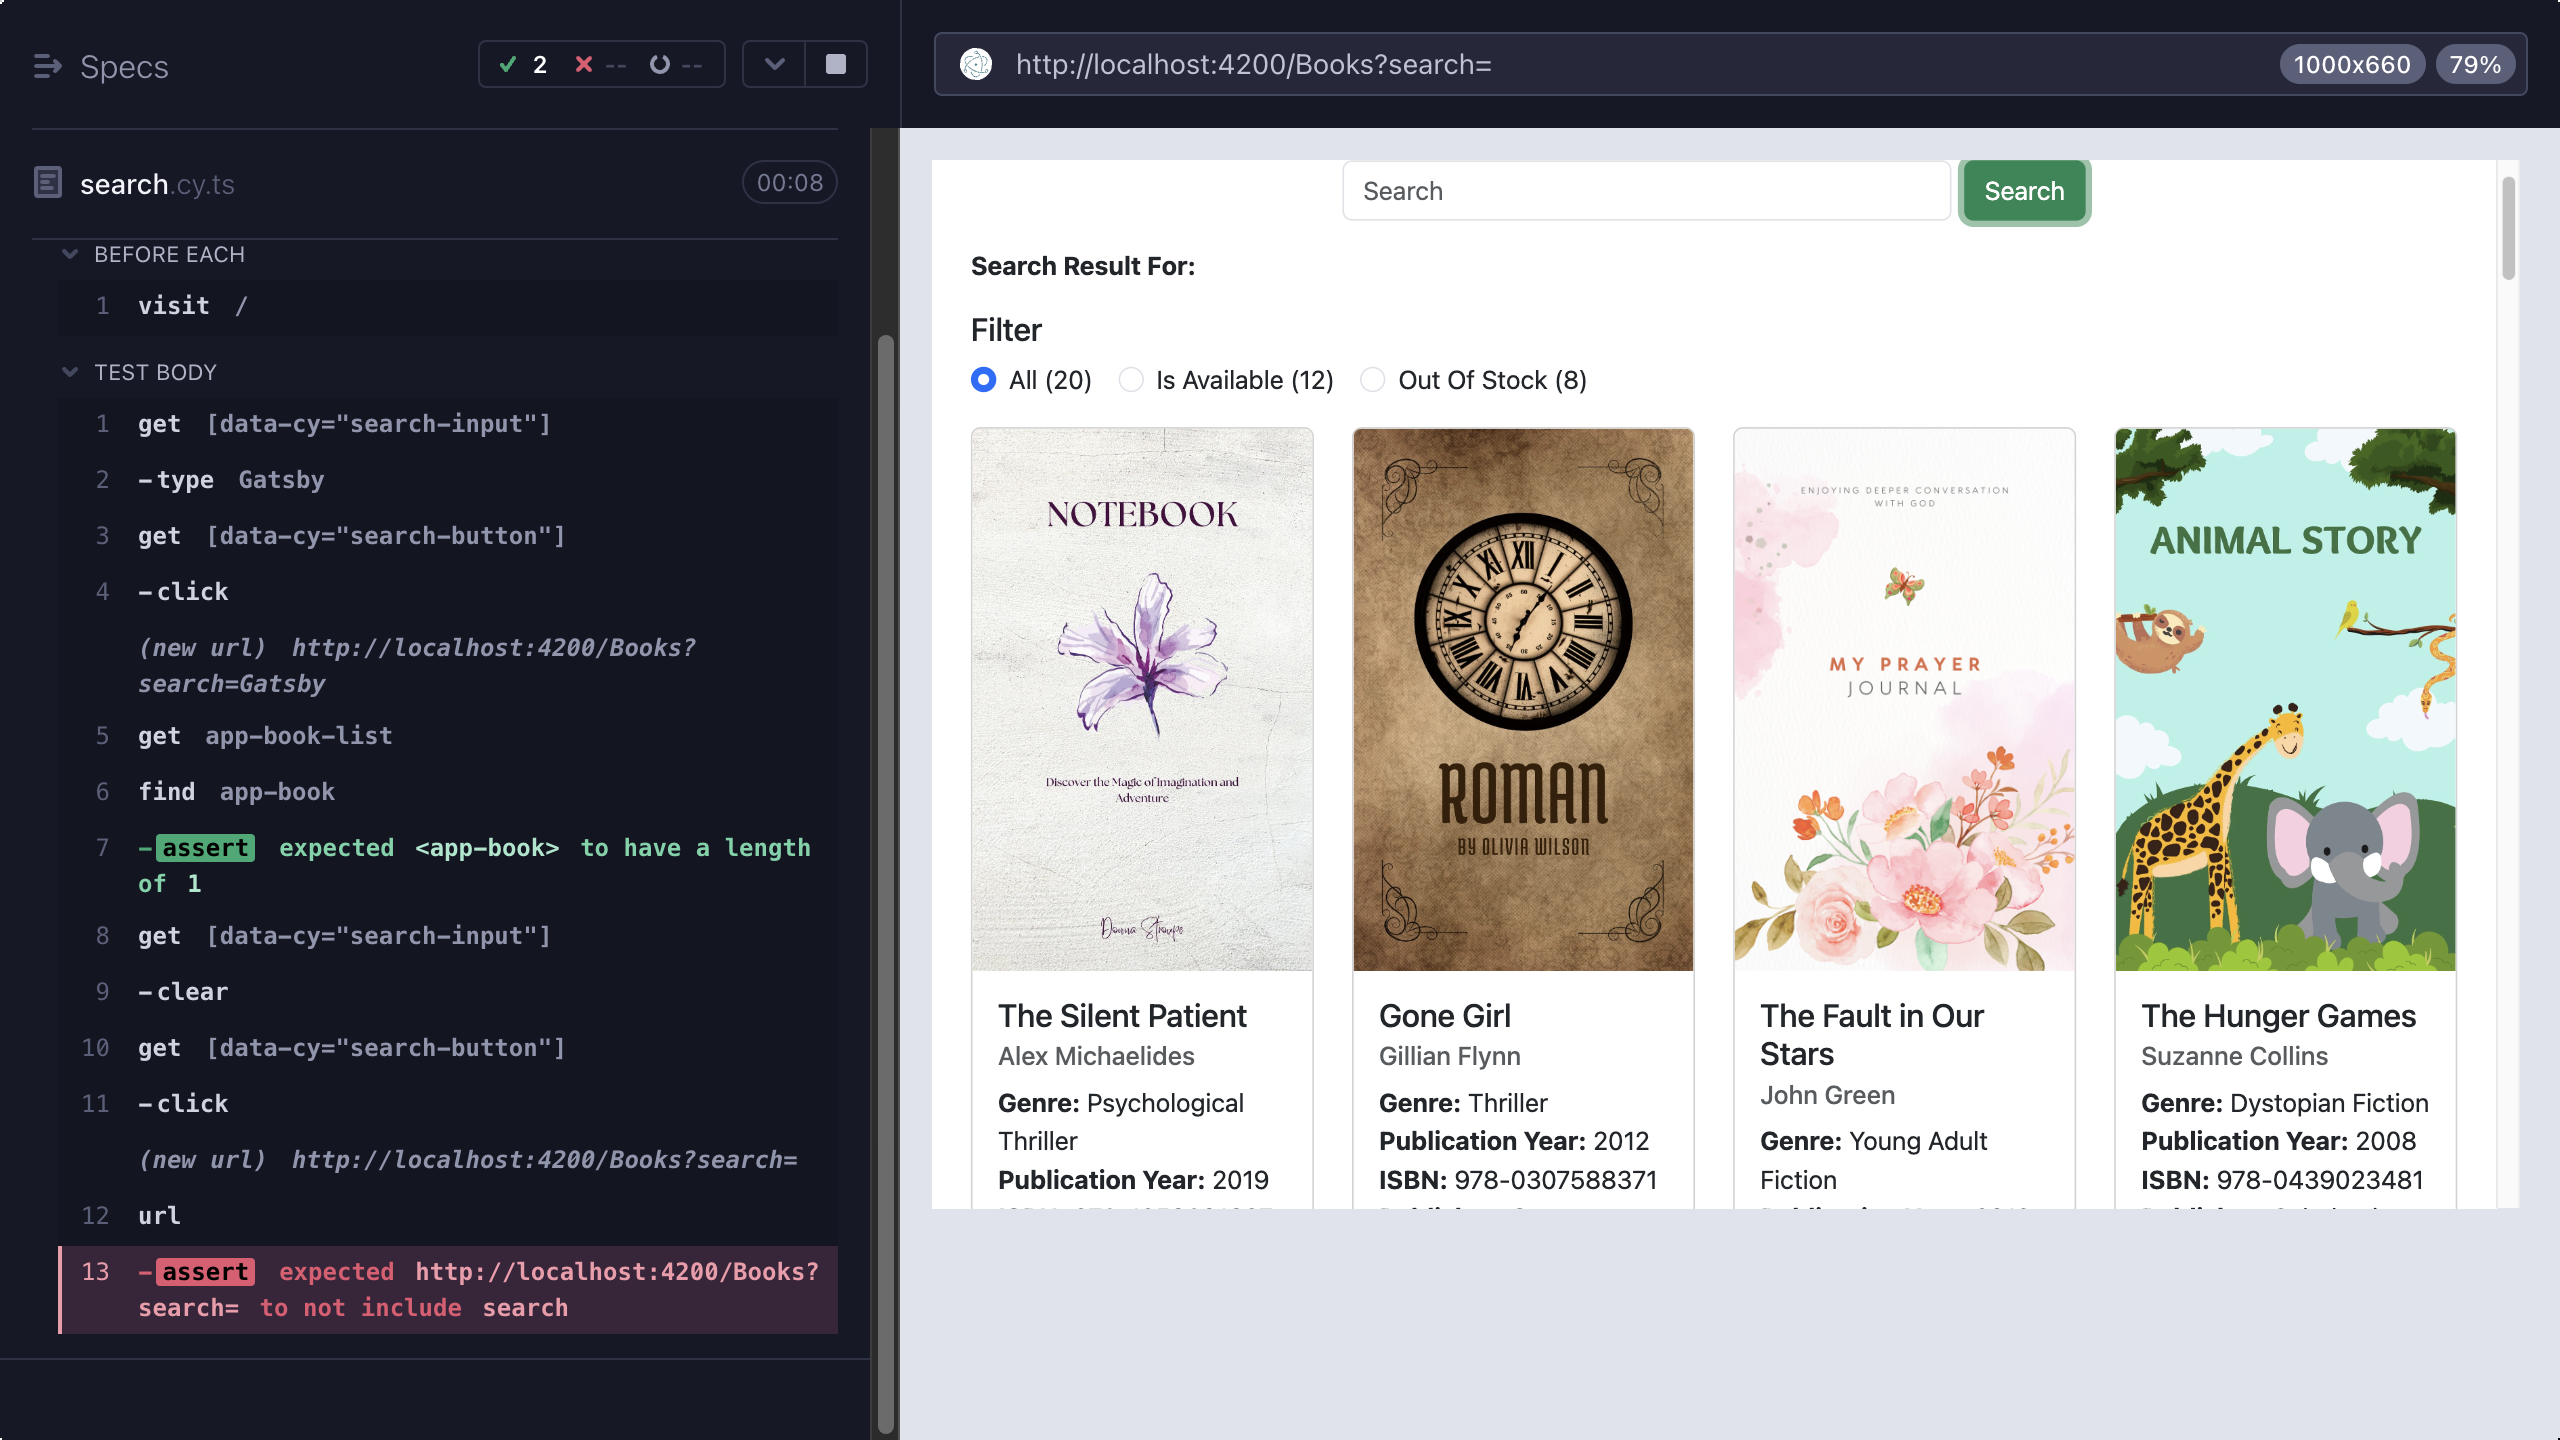 Specs
2
--
--
search.cy.ts
00:08
BEFORE EACH
1 visit /
TEST BODY
1 get [data-cy="search-input"]
2 -type Gatsby
3 get [data-cy="search-button"]
4 -click
(new url) http://localhost:4200/Books?
search=Gatsby
5 get app-book-list
6 find app-book
7 -assert expected <app-book> to have a length
of 1
8 get [data-cy="search-input"]
9 -clear
10 get [data-cy="search-button"]
11 -click
(new url) http://localhost:4200/Books?search=
12 url
13 -assert expected http://localhost:4200/Books?
search= to not include search
http://localhost:4200/Books?search=
1000x660
79%
Search
Search
Search Result For:
Filter
All (20) Is Available (12) Out Of Stock (8)
NOTEBOOK
Discover the Magic of Imagination and
Adventure
XII I II III VI VIII IX X XI
ROMAN
BY OLIVIA WILSON
ENJOYING DEEPER CONVERSATION
WITH GOD
MY PRAYER
JOURNAL
ANIMAL STORY
The Silent Patient
Alex Michaelides
Genre: Psychological
Thriller
Publication Year: 2019
Gone Girl
Gillian Flynn
Genre: Thriller
Publication Year: 2012
ISBN: 978-0307588371
The Fault in Our
Stars
John Green
Genre: Young Adult
Fiction
The Hunger Games
Suzanne Collins
Genre: Dystopian Fiction
Publication Year: 2008
ISBN: 978-0439023481